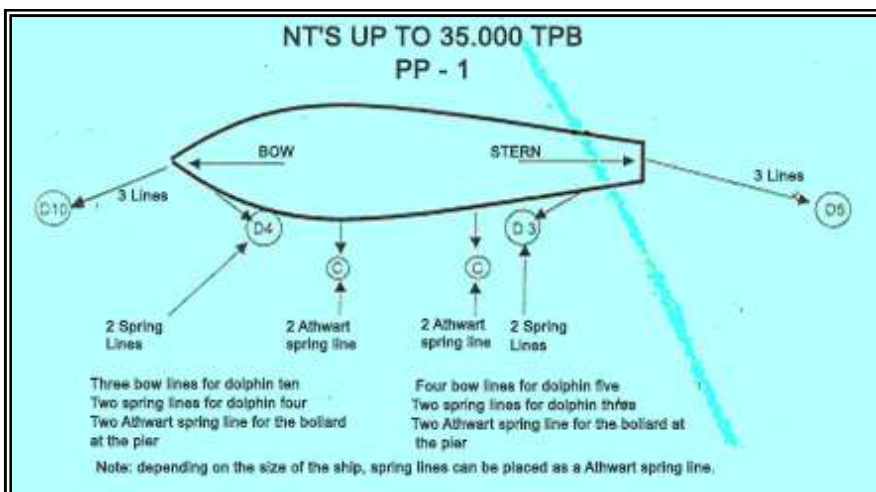 NT'S UP TO 35.000 TPB
PP - 1
BOW
STERN
3 Lines
3 Lines
D10
D4
D 3
D5
C
C
2 Spring
Lines
2 Athwart
spring line
2 Athwart
spring line
2 Spring
Lines
Three bow lines for dolphin ten
Two spring lines for dolphin four
Two Athwart spring line for the bollard
at the pier
Four bow lines for dolphin five
Two spring lines for dolphin three
Two Athwart spring line for the bollard at
the pier
Note: depending on the size of the ship, spring lines can be placed as a Athwart spring line.